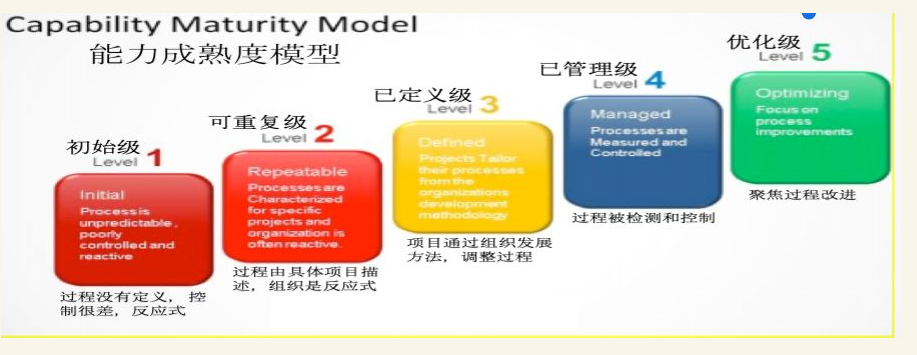 Capability Maturity Model
能力成熟度模型
初始级
Level 1
Initial
Process is
unpredictable,
poorly
controlled and
reactive
过程没有定义， 控
制很差，反应式
可重复级
Level 2
Repeatable
Processes are
Characterized
for specific
projects and
organization is
often reactive.
过程由具体项目描
述，组织是反应式
已定义级
Level 3
Defined
Projects Tailor
their processes
from the
organizations
development
methodology
项目通过组织发展
方法，调整过程
已管理级
Level 4
Managed
Processes are
Measured and
Controlled
过程被检测和控制
优化级
Level 5
Optimizing
Focus on
process
improvements
聚焦过程改进